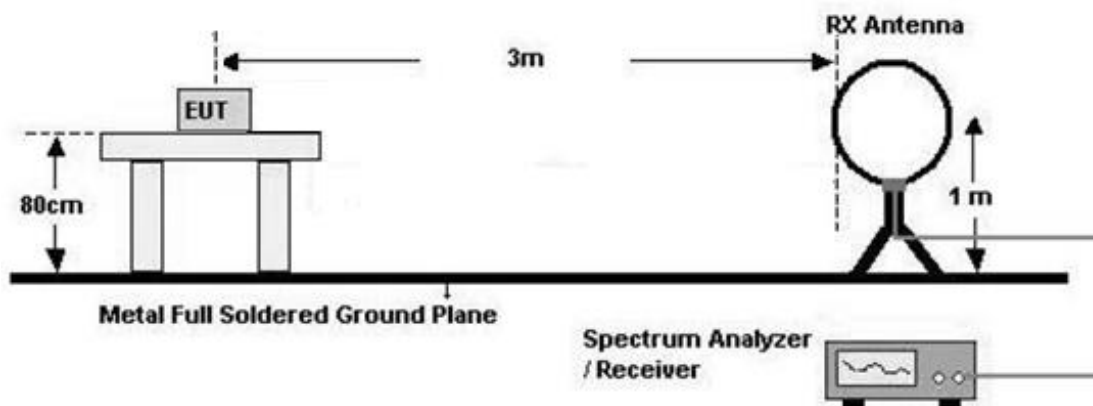 RX Antenna
3m
EUT
80cm
1 m
Metal Full Soldered Ground Plane
Spectrum Analyzer
/ Receiver